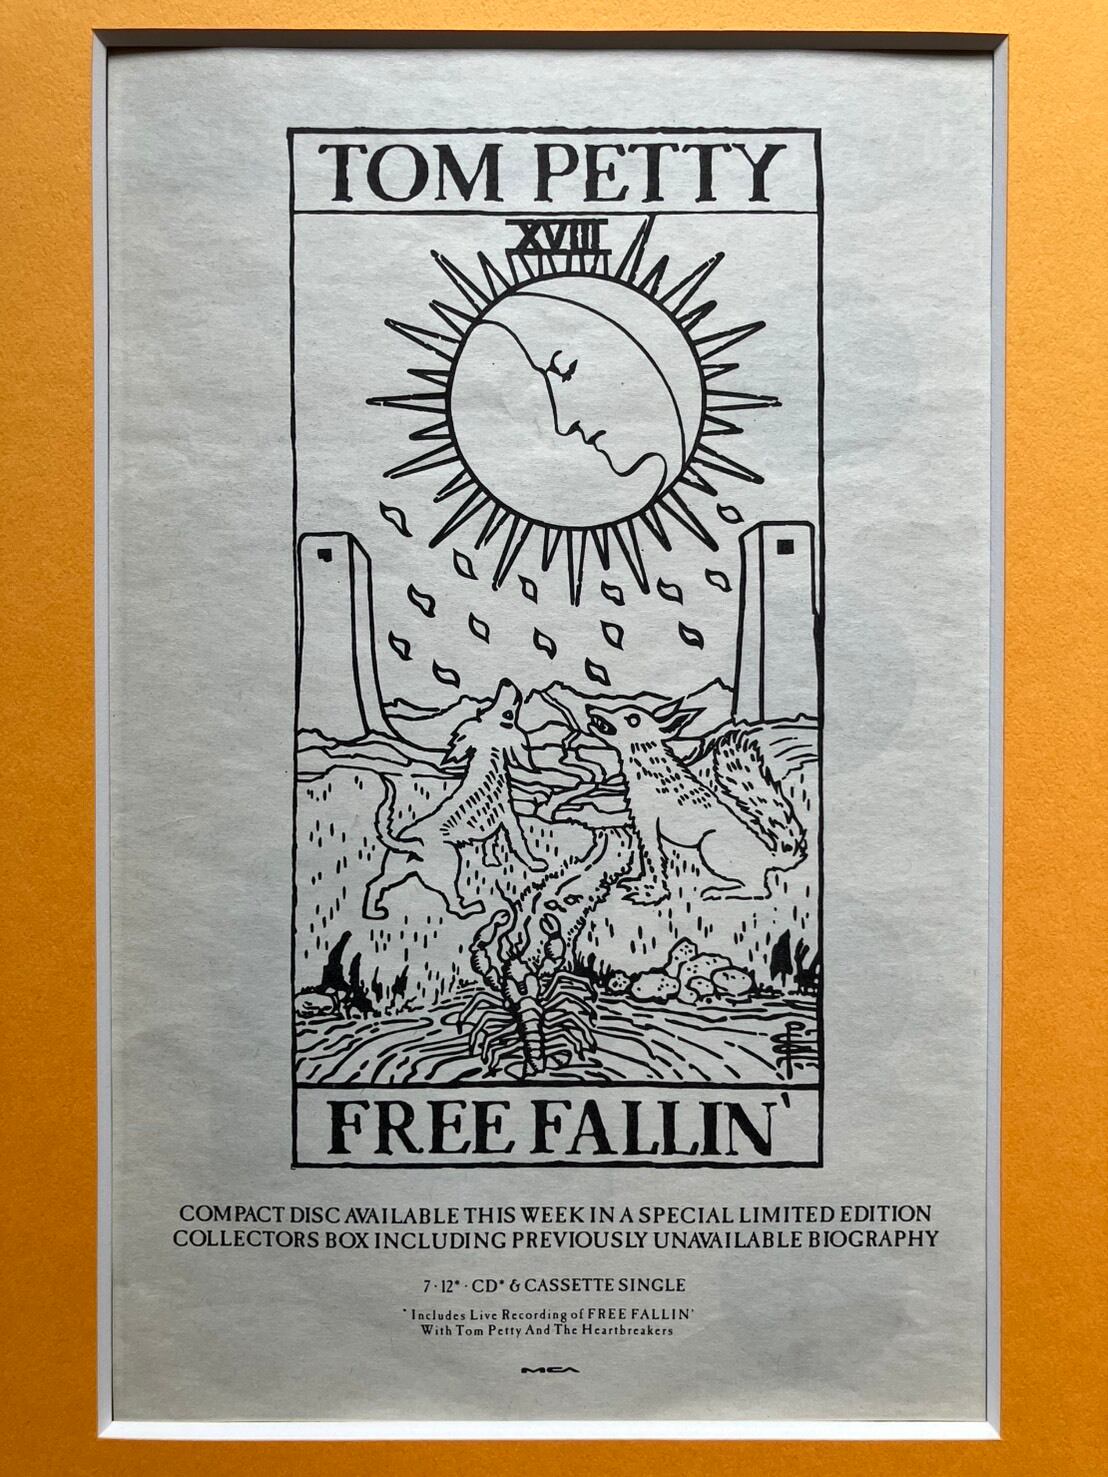 TOM PETTY
XVIII
FREE FALLIN'
COMPACT DISC AVAILABLE THIS WEEK IN A SPECIAL LIMITED EDITION
COLLECTORS BOX INCLUDING PREVIOUSLY UNAVAILABLE BIOGRAPHY
7 · 12* · CD* & CASSETTE SINGLE
*Includes Live Recording of FREE FALLIN'
With Tom Petty And The Heartbreakers
MCA